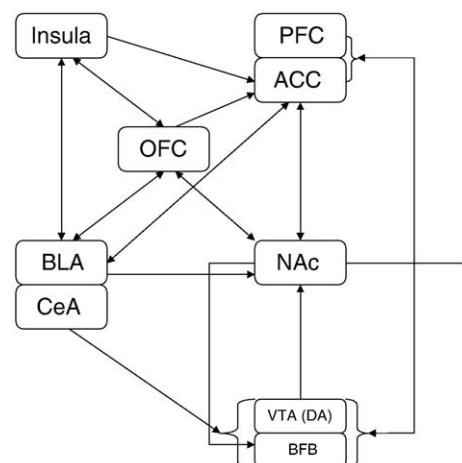 Insula
PFC
ACC
OFC
BLA
NAc
CeA
VTA (DA)
BFB